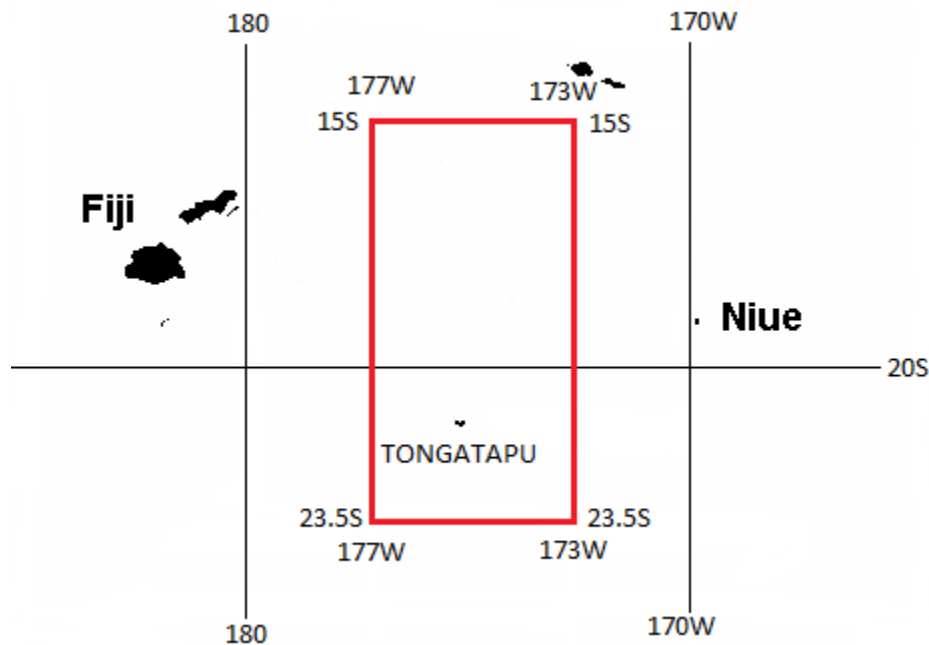 180
170W
177W
173W
15S
15S
Fiji
Niue
20S
TONGATAPU
23.5S
23.5S
177W
173W
180
170W